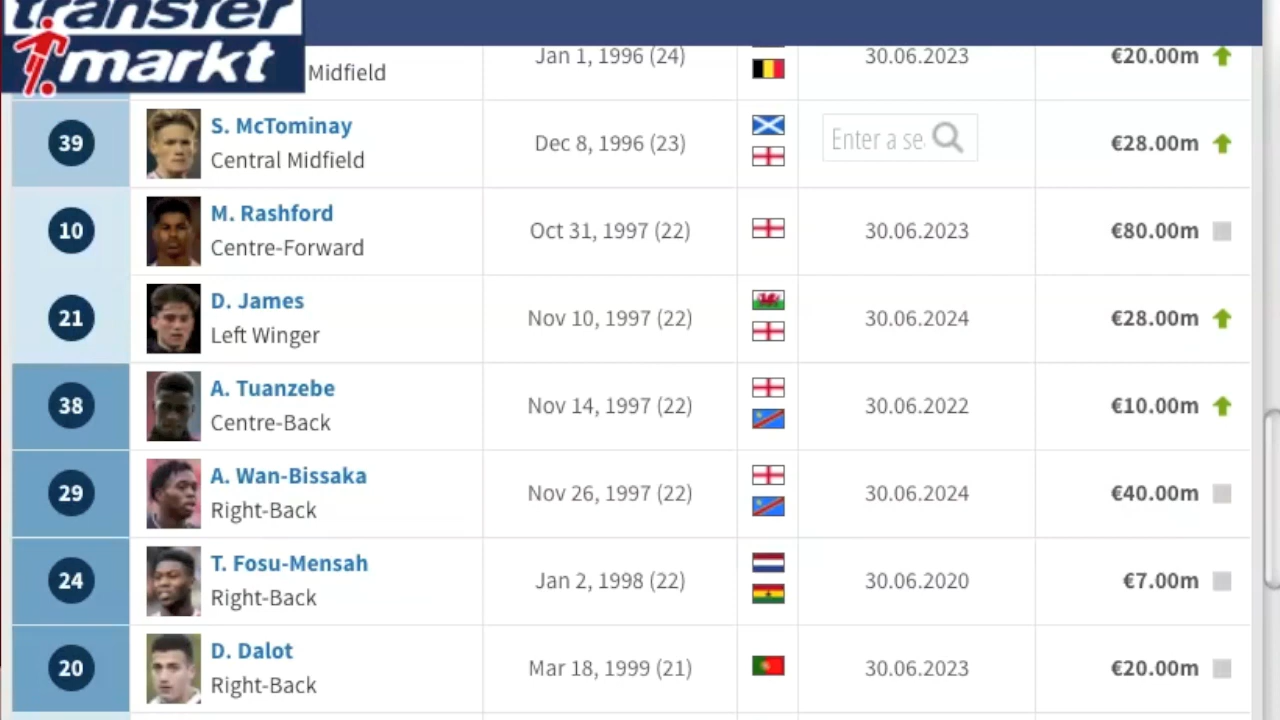 transfer
markt
Midfield
Jan 1, 1996 (24)
30.06.2023
€20.00m
39
S. McTominay
Central Midfield
Dec 8, 1996 (23)
Enter a se
€28.00m
10
M. Rashford
Centre-Forward
Oct 31, 1997 (22)
30.06.2023
€80.00m
21
D. James
Left Winger
Nov 10, 1997 (22)
30.06.2024
€28.00m
38
A. Tuanzebe
Centre-Back
Nov 14, 1997 (22)
30.06.2022
€10.00m
29
A. Wan-Bissaka
Right-Back
Nov 26, 1997 (22)
30.06.2024
€40.00m
24
T. Fosu-Mensah
Right-Back
Jan 2, 1998 (22)
30.06.2020
€7.00m
20
D. Dalot
Right-Back
Mar 18, 1999 (21)
30.06.2023
€20.00m